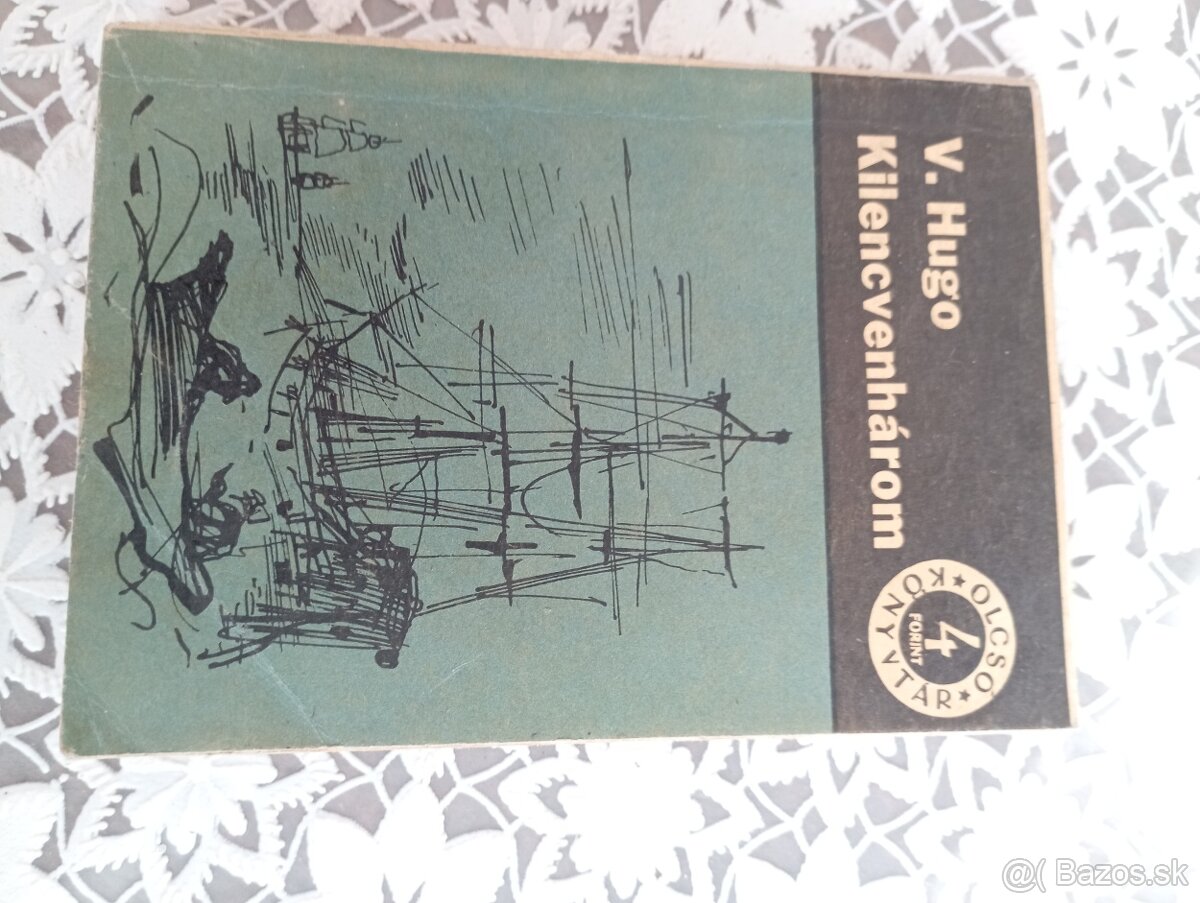 V. Hugo
Kilencvenhárom
★ OLCSÓ ★ KÖNYVTÁR
4
FORINT
@( Bazos.sk